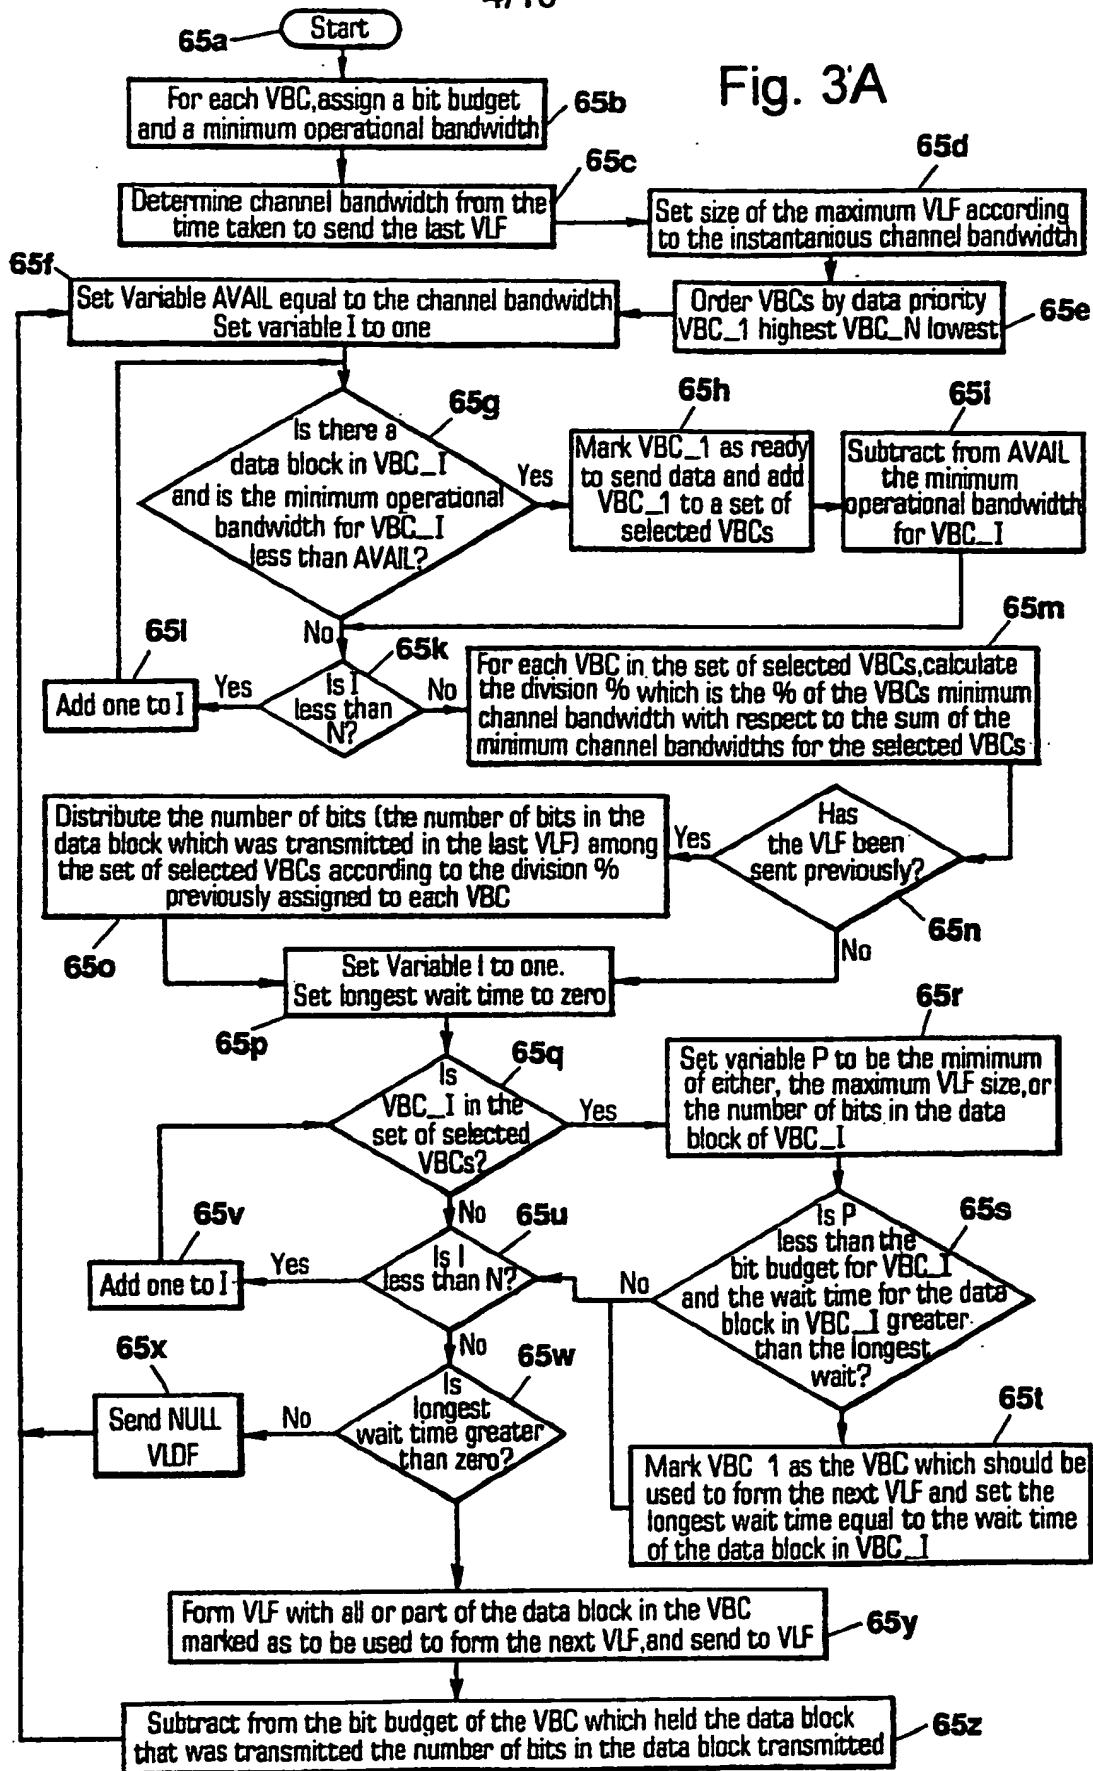 4/10
65a
Start
Fig. 3A
For each VBC,assign a bit budget
and a minimum operational bandwidth
65b
65c
Determine channel bandwidth from the
time taken to send the last VLF
65d
Set size of the maximum VLF according
to the instantanious channel bandwidth
65f
Set Variable AVAIL equal to the channel bandwidth
Set variable I to one
Order VBCs by data priority
VBC_1 highest VBC_N lowest
65e
65g
Is there a
data block in VBC_I
and is the minimum operational
bandwidth for VBC_I
less than AVAIL?
Yes
No
65h
Mark VBC_1 as ready
to send data and add
VBC_1 to a set of
selected VBCs
65i
Subtract from AVAIL
the minimum
operational bandwidth
for VBC_I
65l
Add one to I
Yes
65k
Is I
less than
N?
No
65m
For each VBC in the set of selected VBCs,calculate
the division % which is the % of the VBCs minimum
channel bandwidth with respect to the sum of the
minimum channel bandwidths for the selected VBCs
Distribute the number of bits (the number of bits in the
data block which was transmitted in the last VLF) among
the set of selected VBCs according to the division %
previously assigned to each VBC
65o
Yes
Has
the VLF been
sent previously?
65n
No
Set Variable I to one.
Set longest wait time to zero
65p
65q
Is
VBC_I in the
set of selected
VBCs?
Yes
No
65r
Set variable P to be the mimimum
of either, the maximum VLF size,or
the number of bits in the data
block of VBC_I
65v
Add one to I
Yes
65u
Is I
less than N?
No
No
65s
Is P
less than the
bit budget for VBC_I
and the wait time for the data
block in VBC_I greater
than the longest
wait?
65x
Send NULL
VLDF
No
65w
Is
longest
wait time greater
than zero?
65t
Mark VBC 1 as the VBC which should be
used to form the next VLF and set the
longest wait time equal to the wait time
of the data block in VBC_I
Form VLF with all or part of the data block in the VBC
marked as to be used to form the next VLF,and send to VLF
65y
Subtract from the bit budget of the VBC which held the data block
that was transmitted the number of bits in the data block transmitted
65z